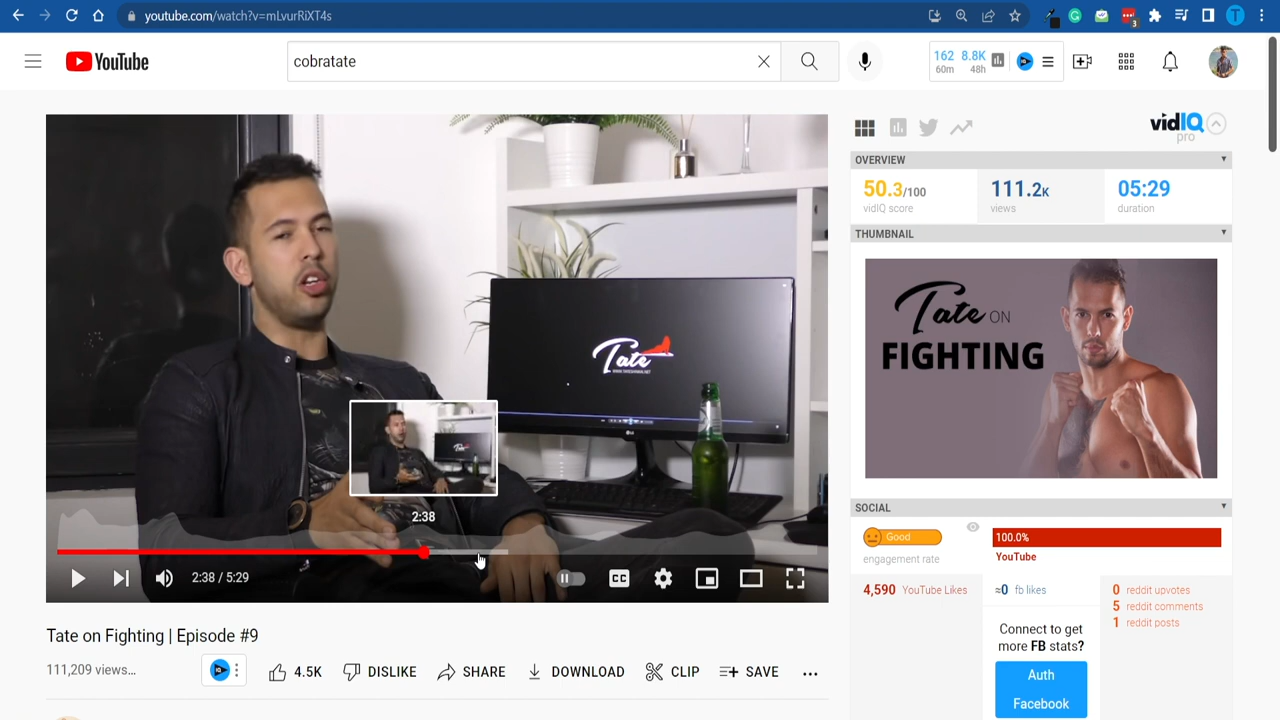 youtube.com/watch?v=mLvurRiXT4s
3
T
YouTube
cobratate
162 8.8K
60m 48h
Tate
LG
2:38
2:38 / 5:29
CC
Tate on Fighting | Episode #9
111,209 views...
4.5K DISLIKE SHARE DOWNLOAD CLIP SAVE ...
vidIQ
pro
OVERVIEW
50.3/100 111.2K 05:29
vidIQ score views duration
THUMBNAIL
Tate ON
FIGHTING
SOCIAL
Good 100.0%
engagement rate YouTube
4,590 YouTube Likes ≈0 fb likes 0 reddit upvotes
5 reddit comments
1 reddit posts
Connect to get
more FB stats?
Auth
Facebook